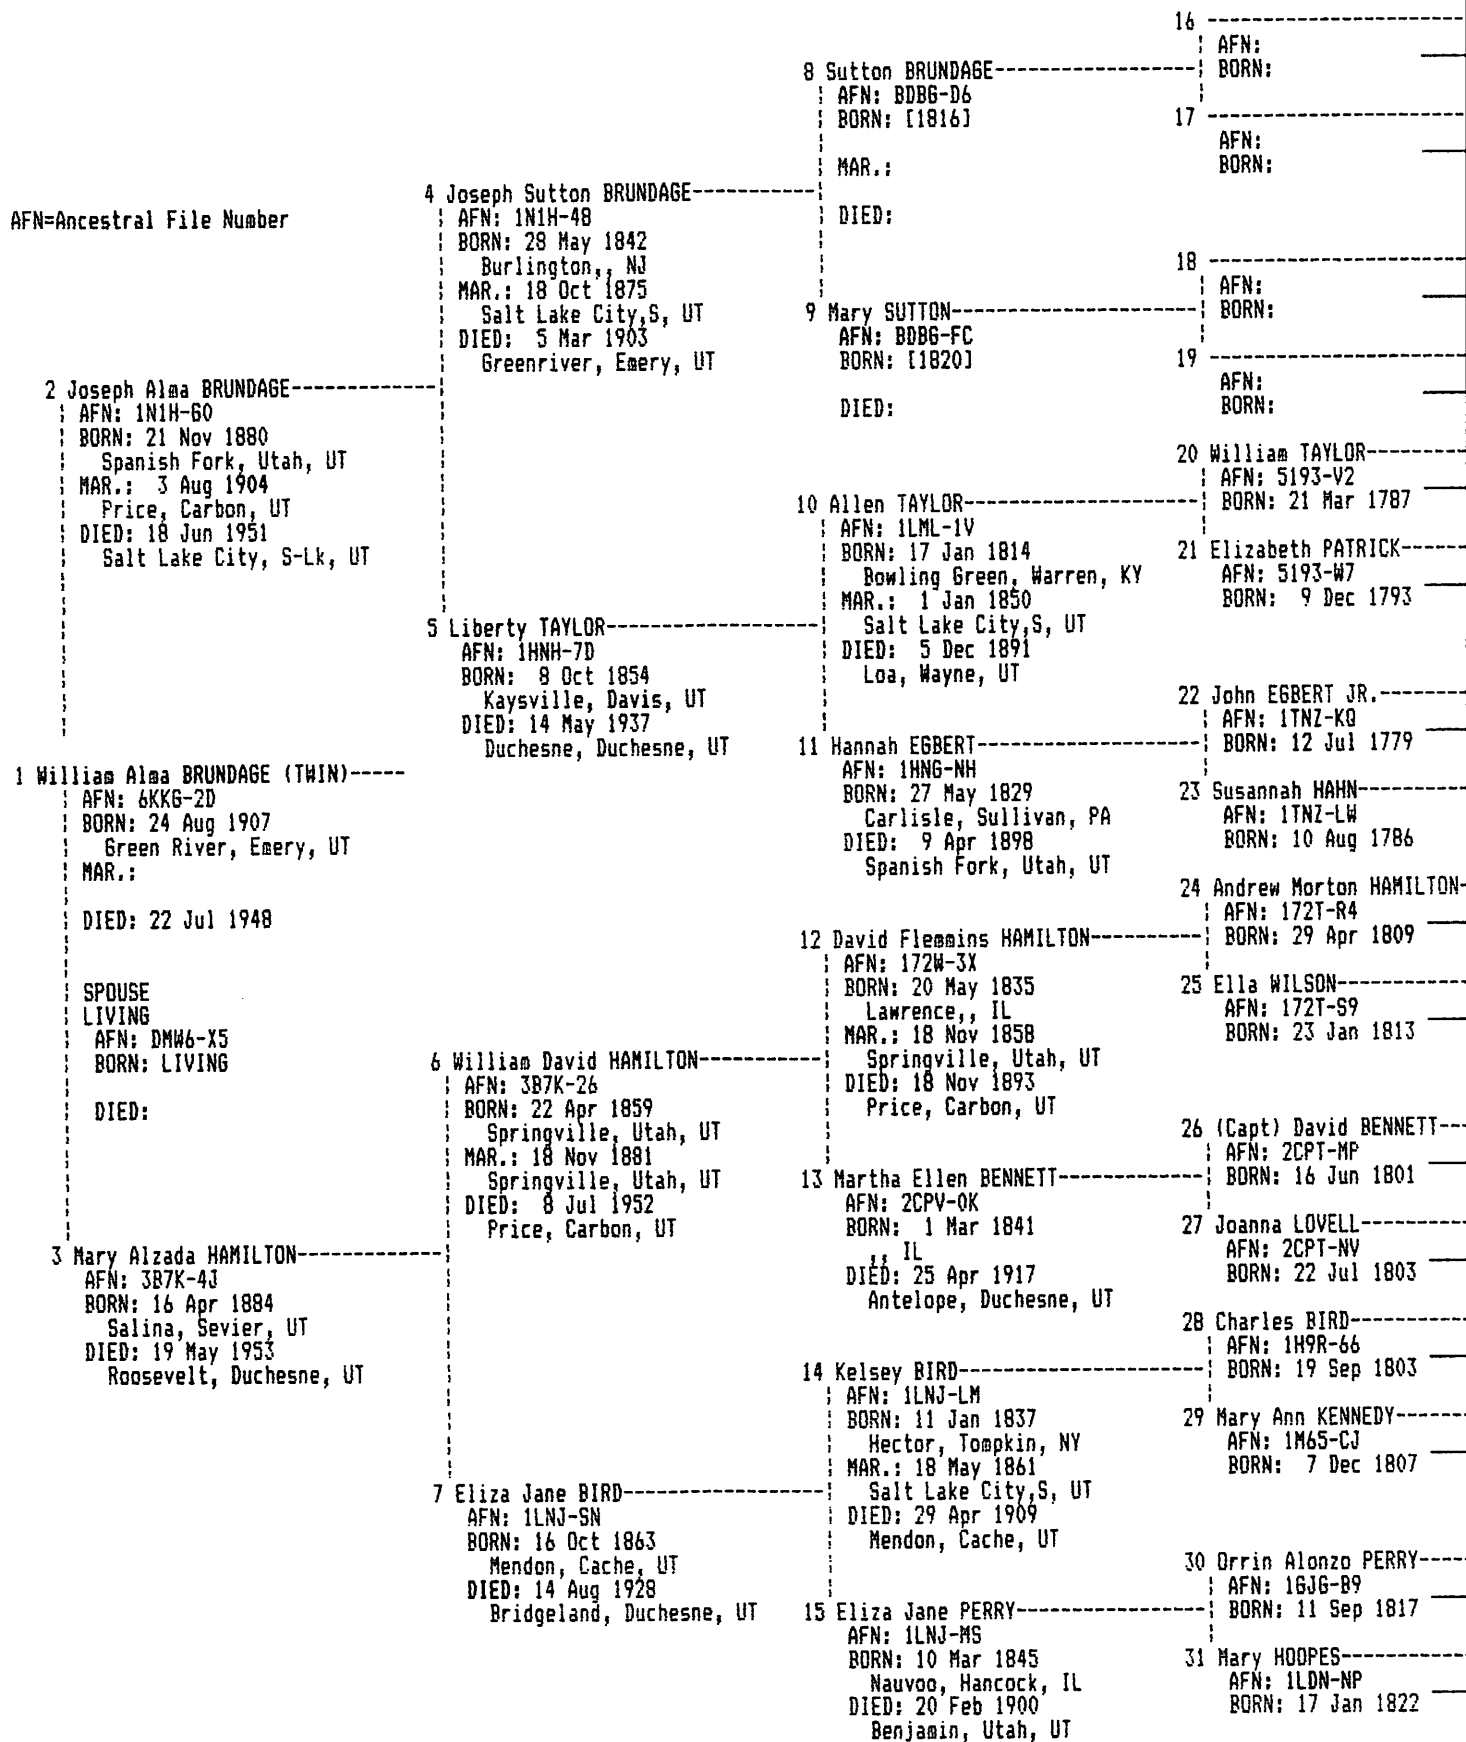 AFN=Ancestral File Number
1 William Alma BRUNDAGE (TWIN)-----
AFN: 6KKG-2D
BORN: 24 Aug 1907
Green River, Emery, UT
MAR.:
DIED: 22 Jul 1948
SPOUSE
LIVING
AFN: DMW6-X5
BORN: LIVING
DIED:
2 Joseph Alma BRUNDAGE
AFN: 1N1H-60
BORN: 21 Nov 1880
Spanish Fork, Utah, UT
MAR.: 3 Aug 1904
Price, Carbon, UT
DIED: 18 Jun 1951
Salt Lake City, S-Lk, UT
3 Mary Alzada HAMILTON
AFN: 3B7K-4J
BORN: 16 Apr 1884
Salina, Sevier, UT
DIED: 19 May 1953
Roosevelt, Duchesne, UT
4 Joseph Sutton BRUNDAGE
AFN: 1N1H-48
BORN: 28 May 1842
Burlington,, NJ
MAR.: 18 Oct 1875
Salt Lake City,S, UT
DIED: 5 Mar 1903
Greenriver, Emery, UT
5 Liberty TAYLOR
AFN: 1HNH-7D
BORN: 8 Oct 1854
Kaysville, Davis, UT
DIED: 14 May 1937
Duchesne, Duchesne, UT
6 William David HAMILTON
AFN: 3B7K-26
BORN: 22 Apr 1859
Springville, Utah, UT
MAR.: 18 Nov 1881
Springville, Utah, UT
DIED: 8 Jul 1952
Price, Carbon, UT
7 Eliza Jane BIRD
AFN: 1LNJ-SN
BORN: 16 Oct 1863
Mendon, Cache, UT
DIED: 14 Aug 1928
Bridgeland, Duchesne, UT
8 Sutton BRUNDAGE
AFN: BDBG-D6
BORN: [1816]
MAR.:
DIED:
9 Mary SUTTON
AFN: BDBG-FC
BORN: [1820]
DIED:
10 Allen TAYLOR
AFN: 1LML-1V
BORN: 17 Jan 1814
Bowling Green, Warren, KY
MAR.: 1 Jan 1850
Salt Lake City,S, UT
DIED: 5 Dec 1891
Loa, Wayne, UT
11 Hannah EGBERT
AFN: 1HNG-NH
BORN: 27 May 1829
Carlisle, Sullivan, PA
DIED: 9 Apr 1898
Spanish Fork, Utah, UT
12 David Flemmins HAMILTON
AFN: 172W-3X
BORN: 20 May 1835
Lawrence,, IL
MAR.: 18 Nov 1858
Springville, Utah, UT
DIED: 18 Nov 1893
Price, Carbon, UT
13 Martha Ellen BENNETT
AFN: 2CPV-0K
BORN: 1 Mar 1841
,, IL
DIED: 25 Apr 1917
Antelope, Duchesne, UT
14 Kelsey BIRD
AFN: 1LNJ-LM
BORN: 11 Jan 1837
Hector, Tompkin, NY
MAR.: 18 May 1861
Salt Lake City,S, UT
DIED: 29 Apr 1909
Mendon, Cache, UT
15 Eliza Jane PERRY
AFN: 1LNJ-MS
BORN: 10 Mar 1845
Nauvoo, Hancock, IL
DIED: 20 Feb 1900
Benjamin, Utah, UT
16
AFN:
BORN:
17
AFN:
BORN:
18
AFN:
BORN:
19
AFN:
BORN:
20 William TAYLOR
AFN: 5193-V2
BORN: 21 Mar 1787
21 Elizabeth PATRICK
AFN: 5193-W7
BORN: 9 Dec 1793
22 John EGBERT JR.
AFN: 1TNZ-KQ
BORN: 12 Jul 1779
23 Susannah HAHN
AFN: 1TNZ-LW
BORN: 10 Aug 1786
24 Andrew Morton HAMILTON
AFN: 172T-R4
BORN: 29 Apr 1809
25 Ella WILSON
AFN: 172T-S9
BORN: 23 Jan 1813
26 (Capt) David BENNETT
AFN: 2CPT-MP
BORN: 16 Jun 1801
27 Joanna LOVELL
AFN: 2CPT-NV
BORN: 22 Jul 1803
28 Charles BIRD
AFN: 1H9R-66
BORN: 19 Sep 1803
29 Mary Ann KENNEDY
AFN: 1M65-CJ
BORN: 7 Dec 1807
30 Orrin Alonzo PERRY
AFN: 1GJG-B9
BORN: 11 Sep 1817
31 Mary HOOPES
AFN: 1LDN-NP
BORN: 17 Jan 1822